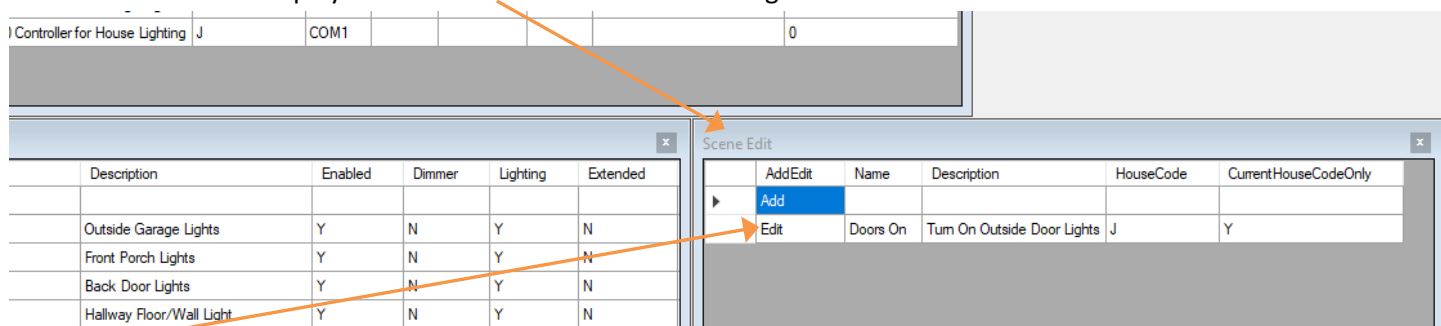 Controller for House Lighting J COM1 0
Scene Edit
Description Enabled Dimmer Lighting Extended
AddEdit Name Description HouseCode CurrentHouseCodeOnly
Add
Outside Garage Lights Y N Y N
Edit Doors On Turn On Outside Door Lights J Y
Front Porch Lights Y N Y N
Back Door Lights Y N Y N
Hallway Floor/Wall Light Y N Y N